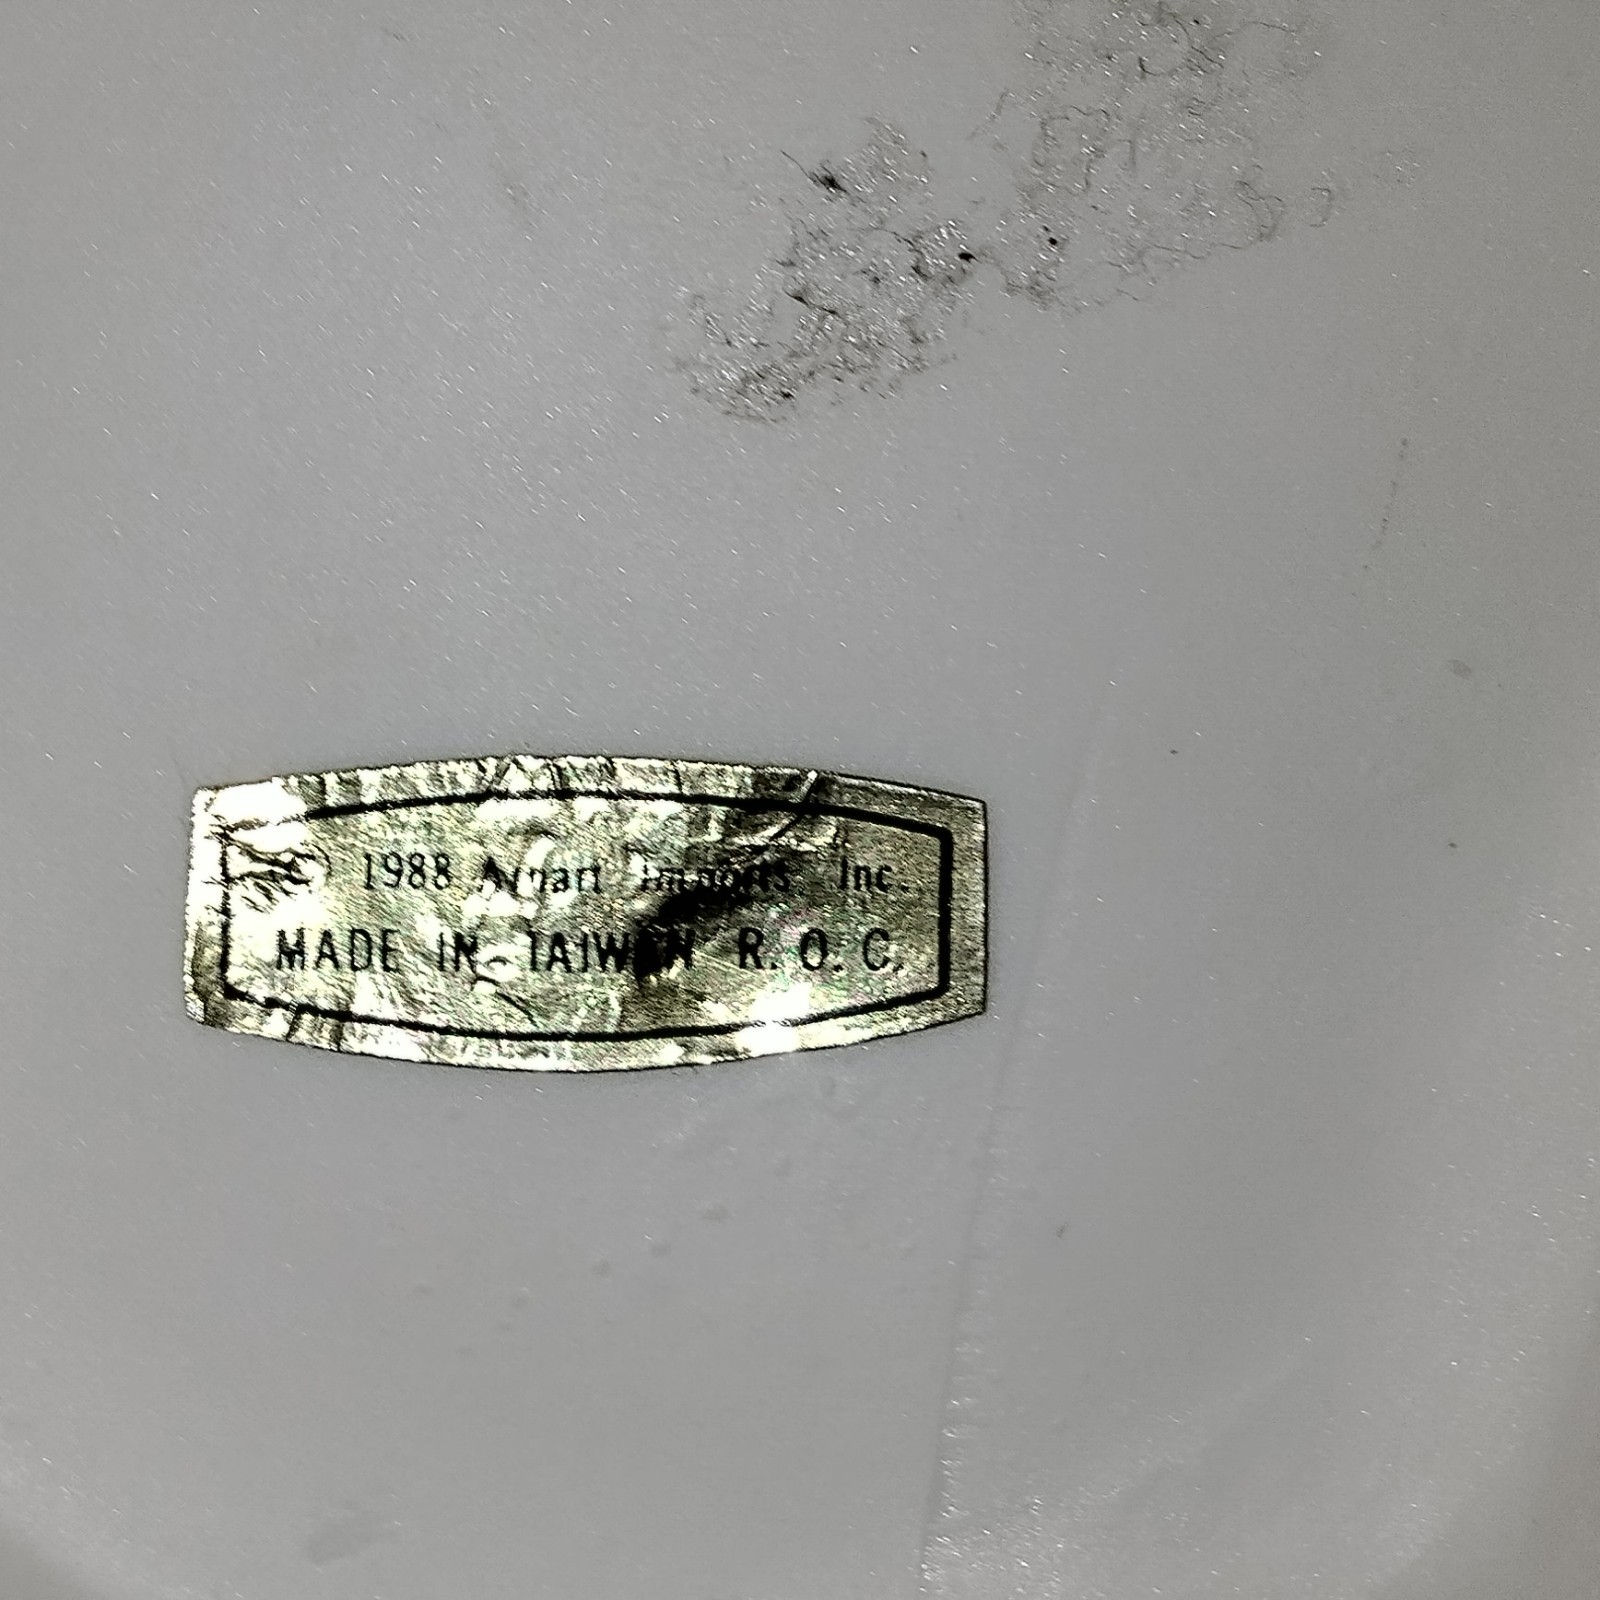 © 1988 Arnart Imports, Inc.
MADE IN TAIWAN R.O.C.